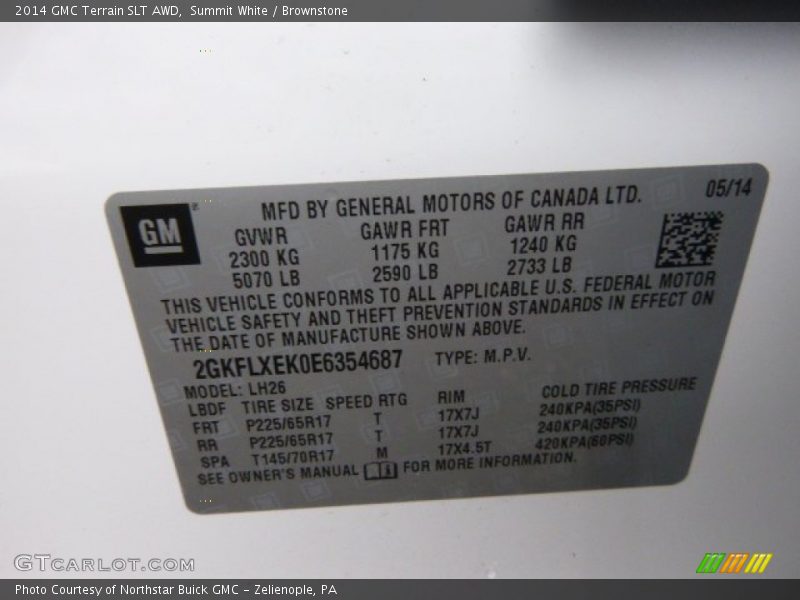 2014 GMC Terrain SLT AWD, Summit White / Brownstone
GM
MFD BY GENERAL MOTORS OF CANADA LTD.
05/14
GVWR GAWR FRT GAWR RR
2300 KG 1175 KG 1240 KG
5070 LB 2590 LB 2733 LB
THIS VEHICLE CONFORMS TO ALL APPLICABLE U.S. FEDERAL MOTOR
VEHICLE SAFETY AND THEFT PREVENTION STANDARDS IN EFFECT ON
THE DATE OF MANUFACTURE SHOWN ABOVE.
2GKFLXEK0E6354687 TYPE: M.P.V.
MODEL: LH26
LBDF TIRE SIZE SPEED RTG RIM COLD TIRE PRESSURE
FRT P225/65R17 T 17X7J 240KPA(35PSI)
RR P225/65R17 T 17X7J 240KPA(35PSI)
SPA T145/70R17 M 17X4.5T 420KPA(60PSI)
SEE OWNER'S MANUAL FOR MORE INFORMATION.
GTCARLOT.COM
Photo Courtesy of Northstar Buick GMC - Zelienople, PA